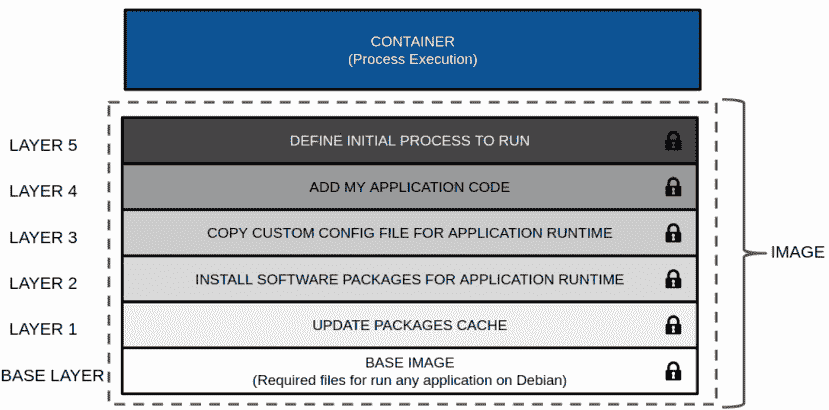 CONTAINER
(Process Execution)
LAYER 5
DEFINE INITIAL PROCESS TO RUN
LAYER 4
ADD MY APPLICATION CODE
LAYER 3
COPY CUSTOM CONFIG FILE FOR APPLICATION RUNTIME
IMAGE
LAYER 2
INSTALL SOFTWARE PACKAGES FOR APPLICATION RUNTIME
LAYER 1
UPDATE PACKAGES CACHE
BASE LAYER
BASE IMAGE
(Required files for run any application on Debian)